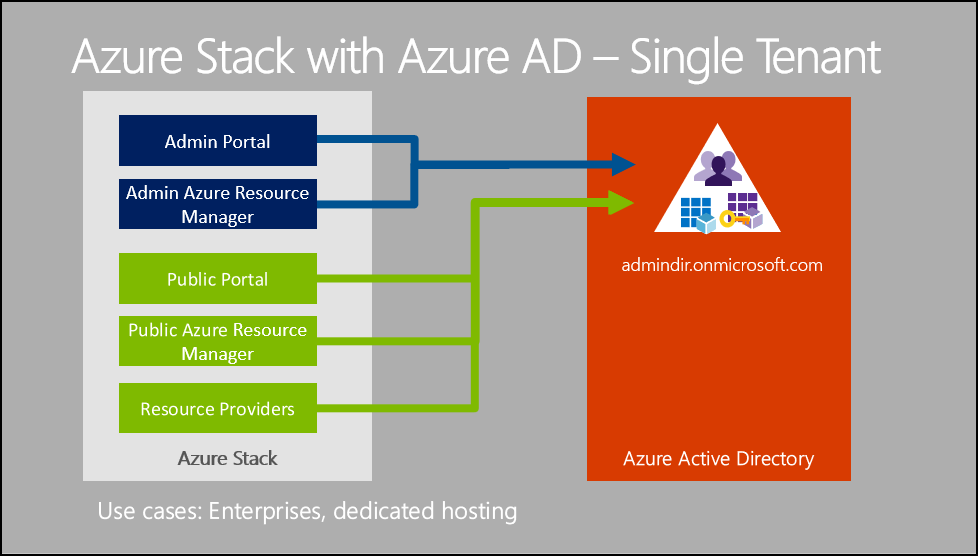 Azure Stack with Azure AD – Single Tenant
Admin Portal
Admin Azure Resource
Manager
Public Portal
Public Azure Resource
Manager
Resource Providers
Azure Stack
admindir.onmicrosoft.com
Azure Active Directory
Use cases: Enterprises, dedicated hosting